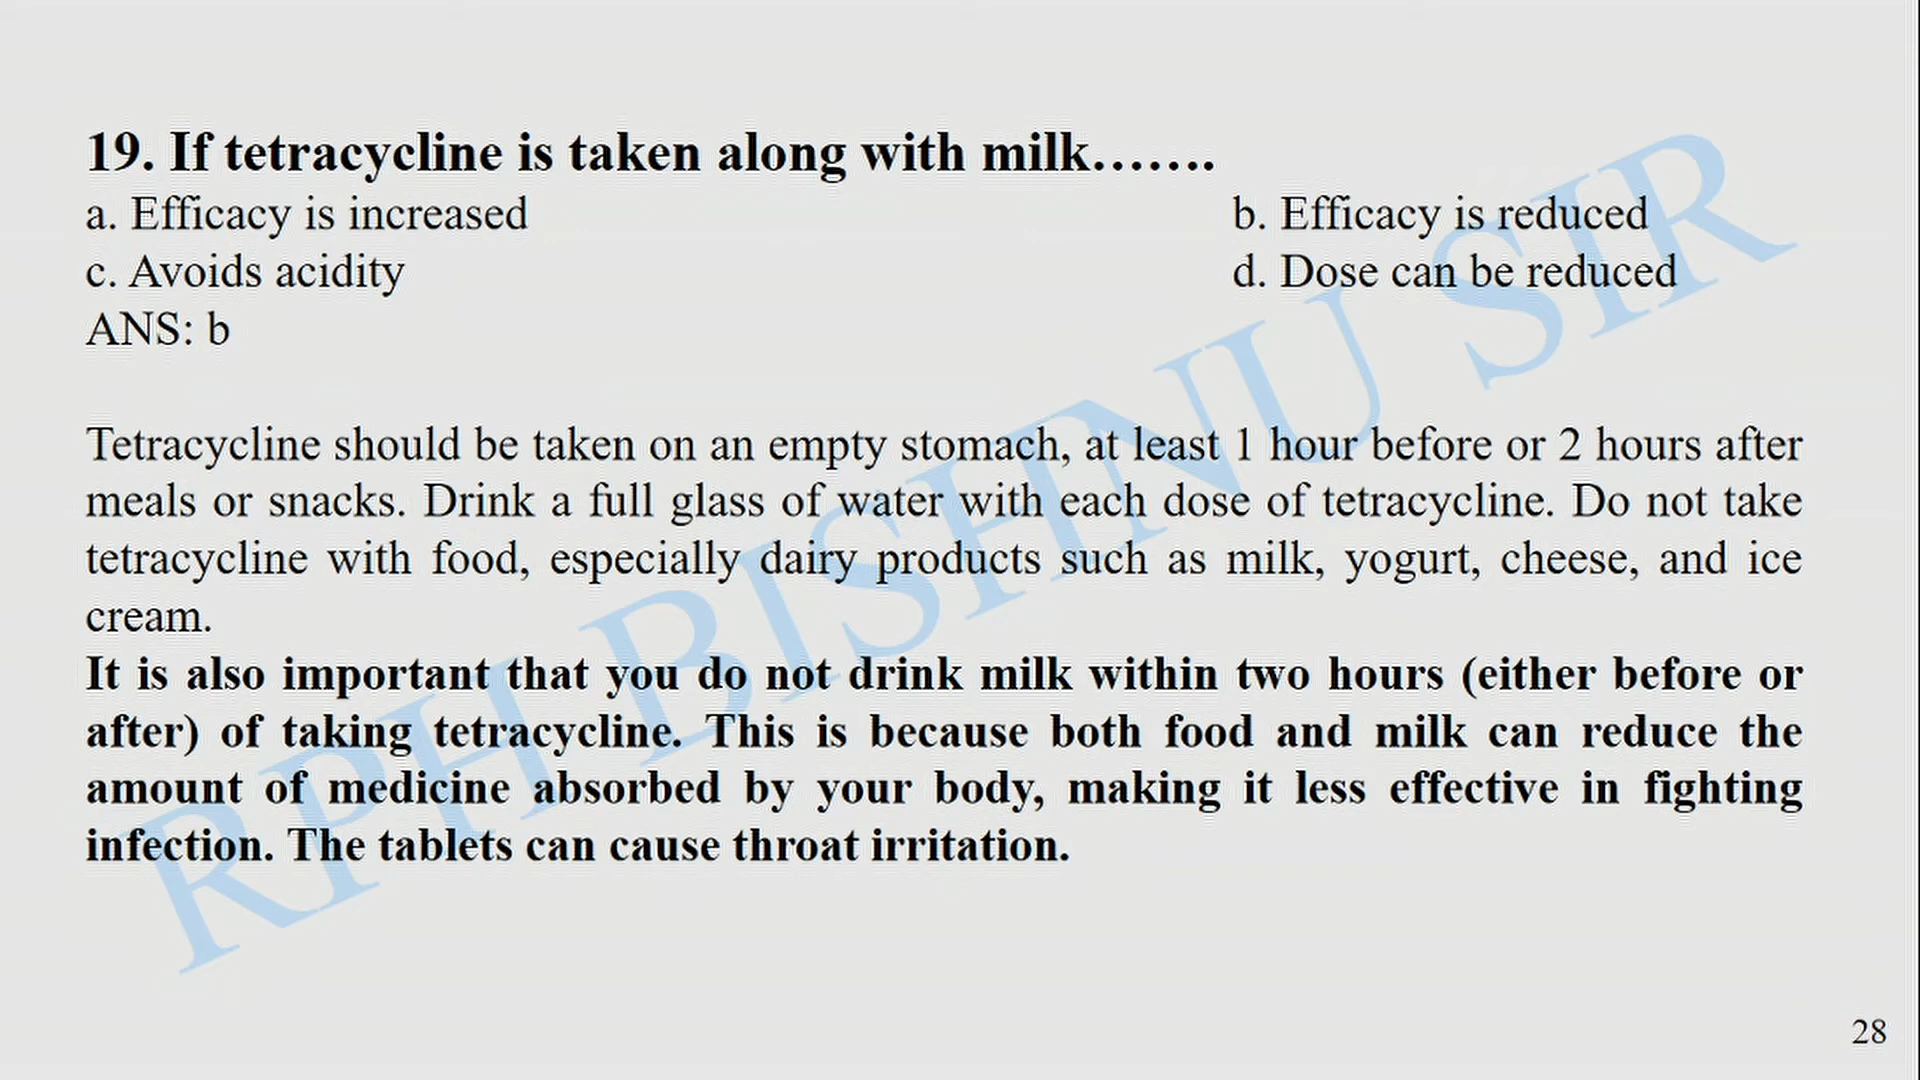 19. If tetracycline is taken along with milk…….
a. Efficacy is increased b. Efficacy is reduced
c. Avoids acidity d. Dose can be reduced
ANS: b
Tetracycline should be taken on an empty stomach, at least 1 hour before or 2 hours after
meals or snacks. Drink a full glass of water with each dose of tetracycline. Do not take
tetracycline with food, especially dairy products such as milk, yogurt, cheese, and ice
cream.
It is also important that you do not drink milk within two hours (either before or
after) of taking tetracycline. This is because both food and milk can reduce the
amount of medicine absorbed by your body, making it less effective in fighting
infection. The tablets can cause throat irritation.
RPH BISHNU SIR
28